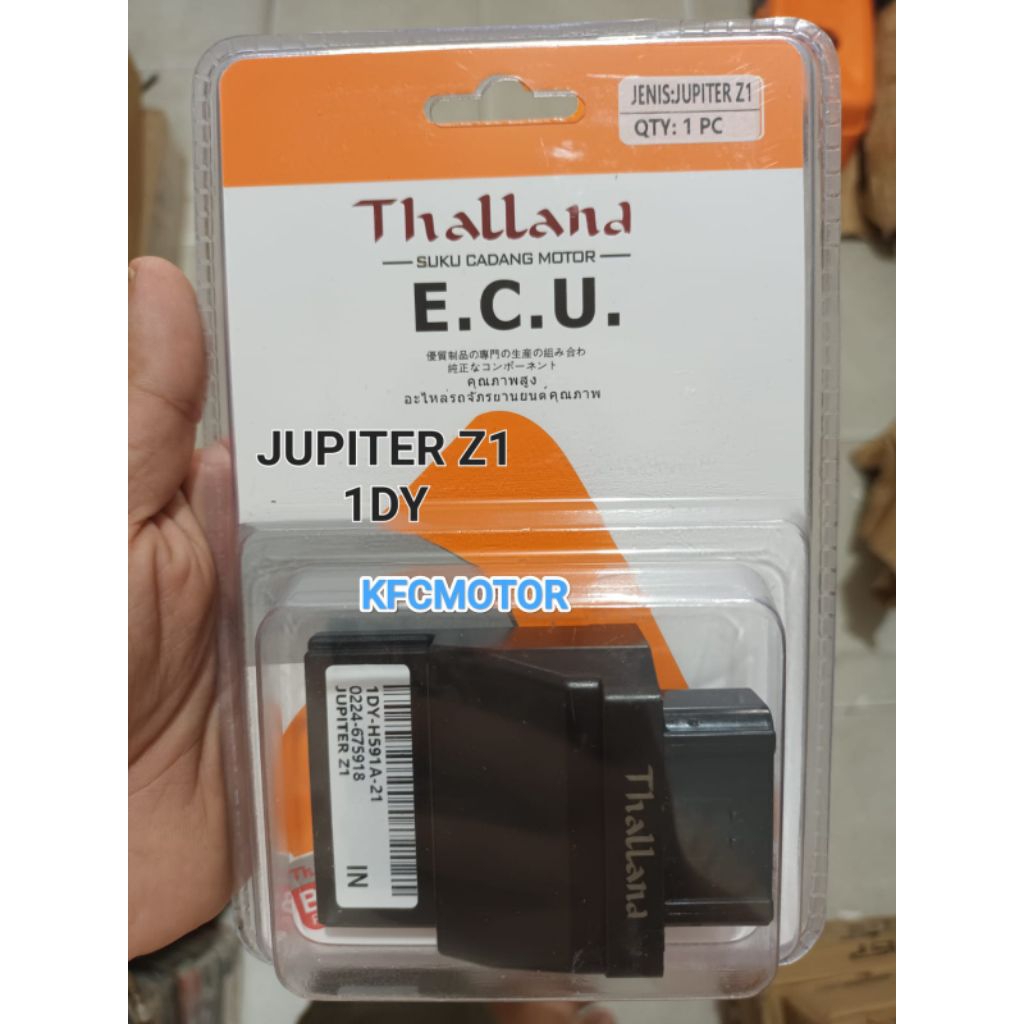 JENIS:JUPITER Z1
QTY: 1 PC
Thalland
SUKU CADANG MOTOR
E.C.U.
優質制品の專門の生産の組み合わ
純正なコンポーネント
คุณภาพสูง
อะไหล่รถจักรยานยนต์คุณภาพ
JUPITER Z1
1DY
KFCMOTOR
1DY-H591A-21
0224-675918
JUPITER Z1
IN
Thalland